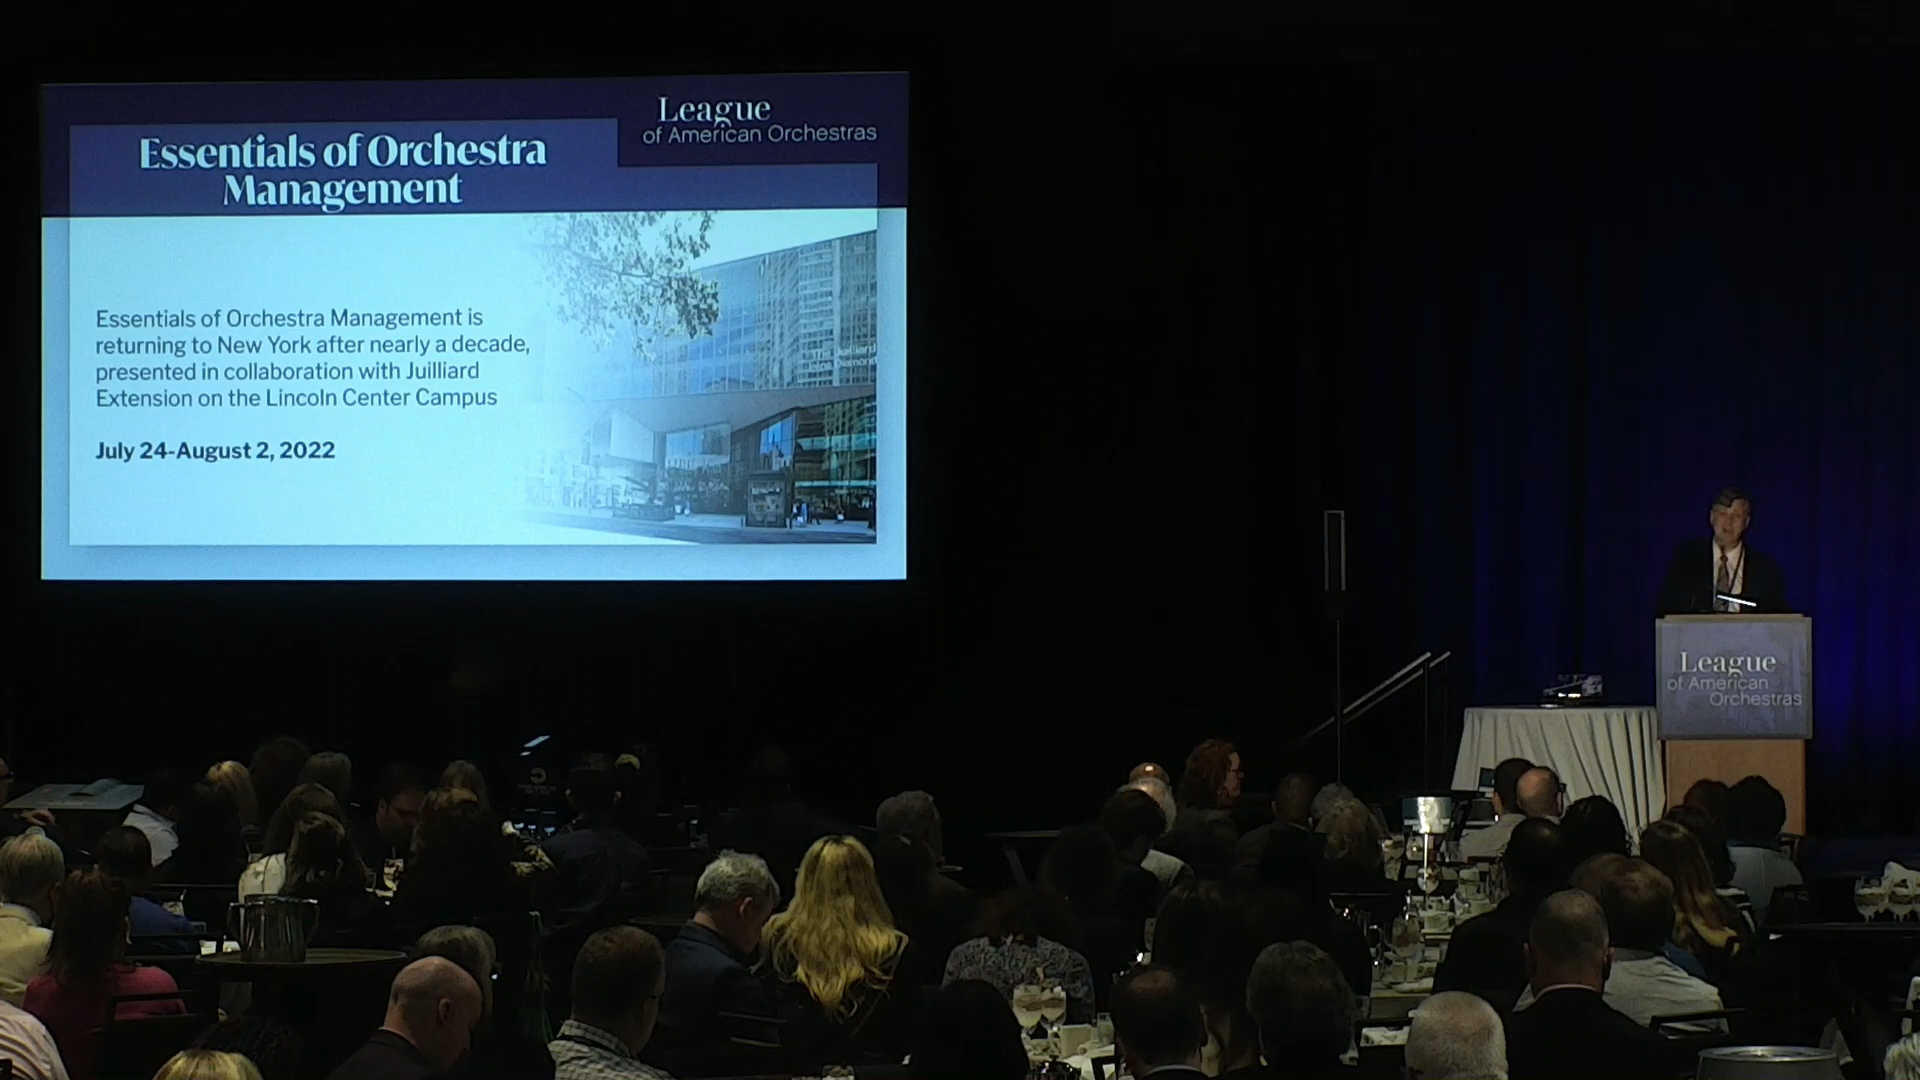 League
of American Orchestras
Essentials of Orchestra
Management
Essentials of Orchestra Management is
returning to New York after nearly a decade,
presented in collaboration with Juilliard
Extension on the Lincoln Center Campus
July 24-August 2, 2022
The Juilliard
League
of American
Orchestras